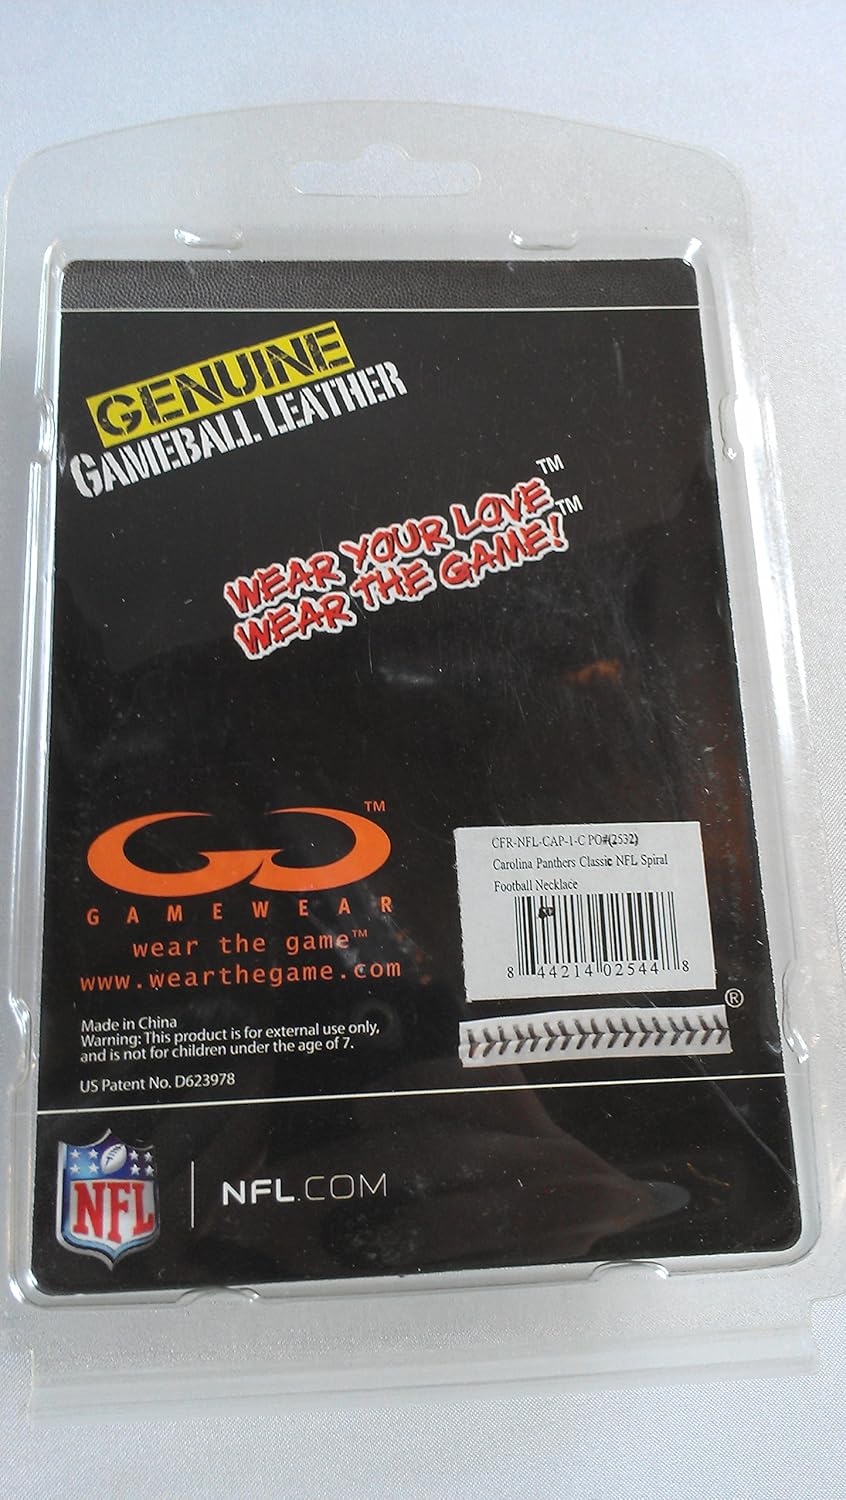 GENUINE
GAMEBALL LEATHER
WEAR YOUR LOVE™
WEAR THE GAME!™
™
GAMEWEAR
wear the game™
www.wearthegame.com
CFR-NFL-CAP-1-C PO#(2532)
Carolina Panthers Classic NFL Spiral
Football Necklace
8 44214 02544 8
®
Made in China
Warning: This product is for external use only,
and is not for children under the age of 7.
US Patent No. D623978
NFL
NFL.COM